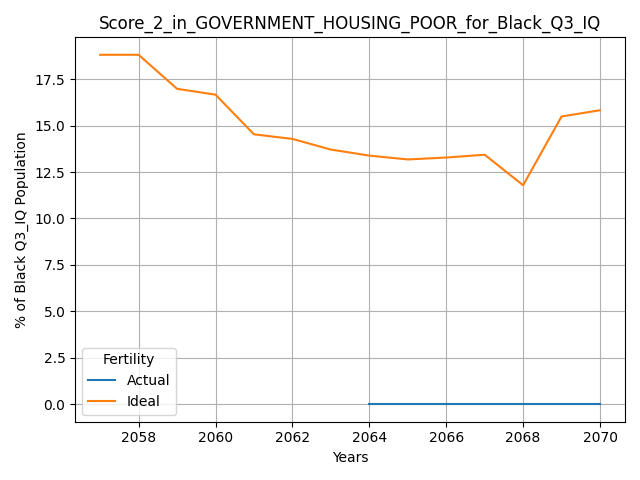 Score_2_in_GOVERNMENT_HOUSING_POOR_for_Black_Q3_IQ
% of Black Q3_IQ Population
17.5
15.0
12.5
10.0
7.5
5.0
2.5
0.0
Fertility
Actual
Ideal
2058 2060 2062 2064 2066 2068 2070
Years